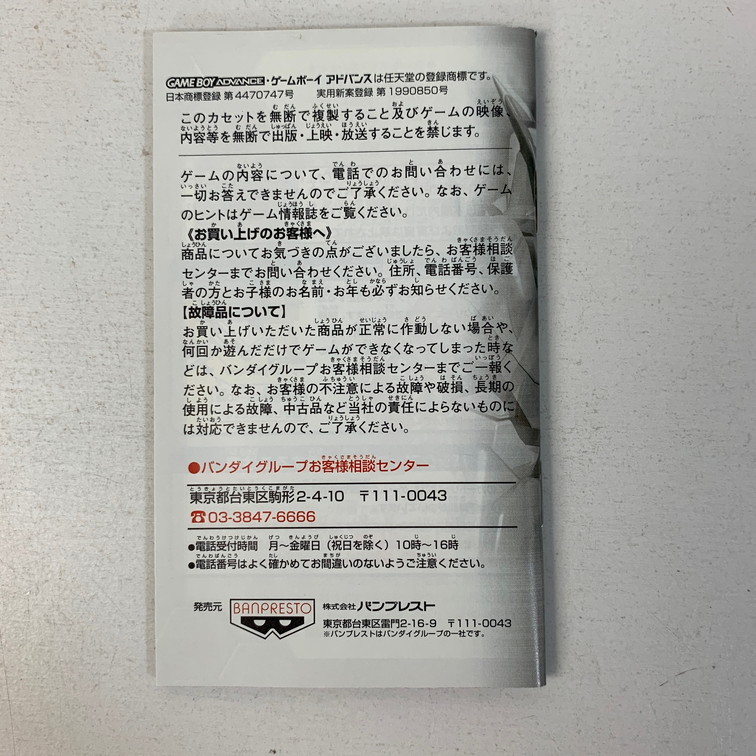 GAME BOY ADVANCE・ゲームボーイ アドバンスは任天堂の登録商標です。
日本商標登録 第4470747号 実用新案登録 第1990850号
このカセットを無断で複製すること及びゲームの映像、
内容等を無断で出版・上映・放送することを禁じます。
ゲームの内容について、電話でのお問い合わせには、
一切お答えできませんのでご了承ください。なお、ゲーム
のヒントはゲーム情報誌をご覧ください。
《お買い上げのお客様へ》
商品についてお気づきの点がございましたら、お客様相談
センターまでお問い合わせください。住所、電話番号、保護
者の方とお子様のお名前・お年も必ずお知らせください。
【故障品について】
お買い上げいただいた商品が正常に作動しない場合や、
何回か遊んだだけでゲームができなくなってしまった時な
どは、バンダイグループお客様相談センターまでご一報く
ださい。なお、お客様の不注意による故障や破損、長期の
使用による故障、中古品など当社の責任によらないものに
は対応できませんので、ご了承ください。
●バンダイグループお客様相談センター
東京都台東区駒形2-4-10 〒111-0043
☎03-3847-6666
●電話受付時間 月〜金曜日（祝日を除く）10時〜16時
●電話番号はよく確かめてお間違いのないようご注意ください。
発売元 BANPRESTO 株式会社 バンプレスト
東京都台東区雷門2-16-9 〒111-0043
※バンプレストはバンダイグループの一社です。